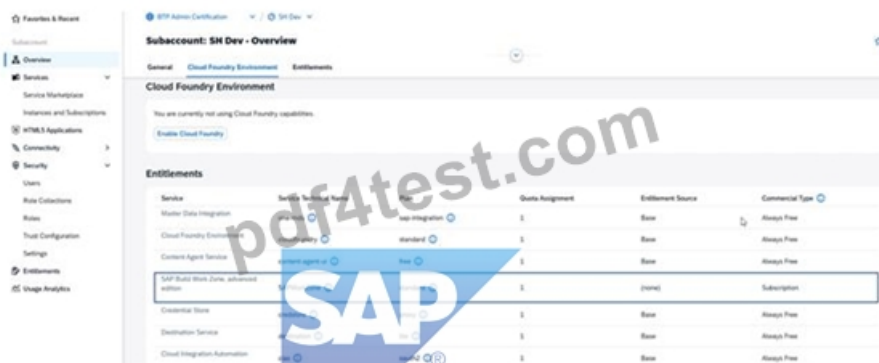 Favorites & Recent
BTP Admin Certification / SH Dev
Subaccount
Subaccount: SH Dev - Overview
Overview
Services
General Cloud Foundry Environment Entitlements
Service Marketplace
Cloud Foundry Environment
Instances and Subscriptions
You are currently not using Cloud Foundry capabilities.
HTML5 Applications
Enable Cloud Foundry
Connectivity
Security
Entitlements
Users
Role Collections
Service Service Technical Name Plan Quota Assignment Entitlement Source Commercial Type
Roles
Master Data Integration sap-integration 1 Base Always Free
Trust Configuration
Cloud Foundry Environment standard 1 Base Always Free
Settings
Content Agent Service content-agent-ui free 1 Base Always Free
Entitlements
Usage Analytics
SAP Build Work Zone, advanced
edition 1 (none) Subscription
Credential Store 1 Base Always Free
Destination Service 1 Base Always Free
Cloud Integration Automation 1 Base Always Free
pdf4test.com
SAP
®